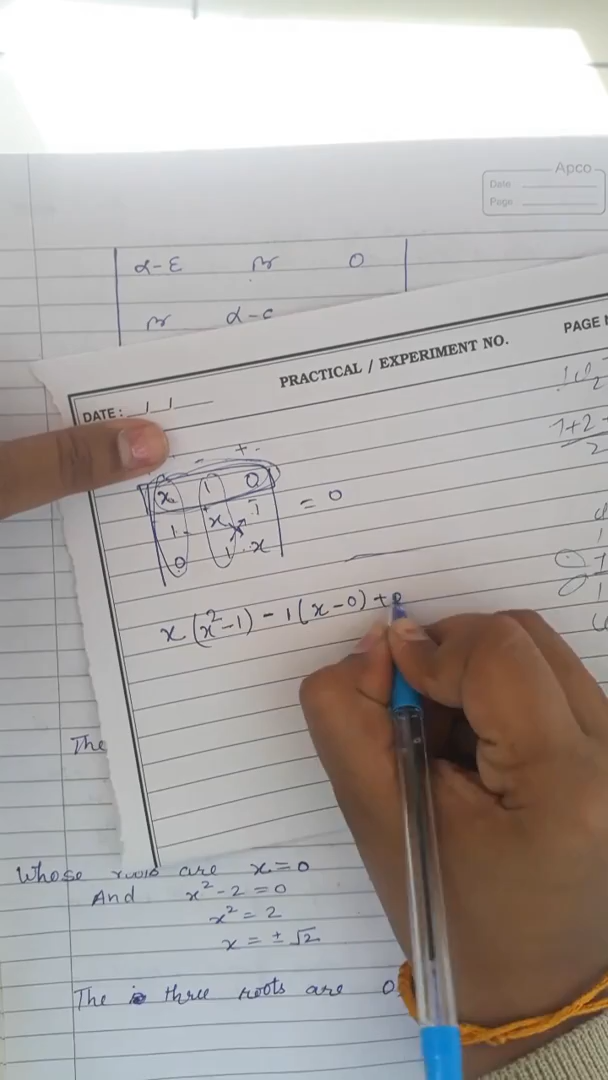 Apco
Date
Page
α-ε β 0
β α-ε
PRACTICAL / EXPERIMENT NO.
DATE: / /
- + -
x 1 0
1 x 1 = 0
0 1 x
x(x²-1) - 1(x-0) + 0
The
Whose roots are x = 0
And x² - 2 = 0
x² = 2
x = ± √2
The three roots are 0